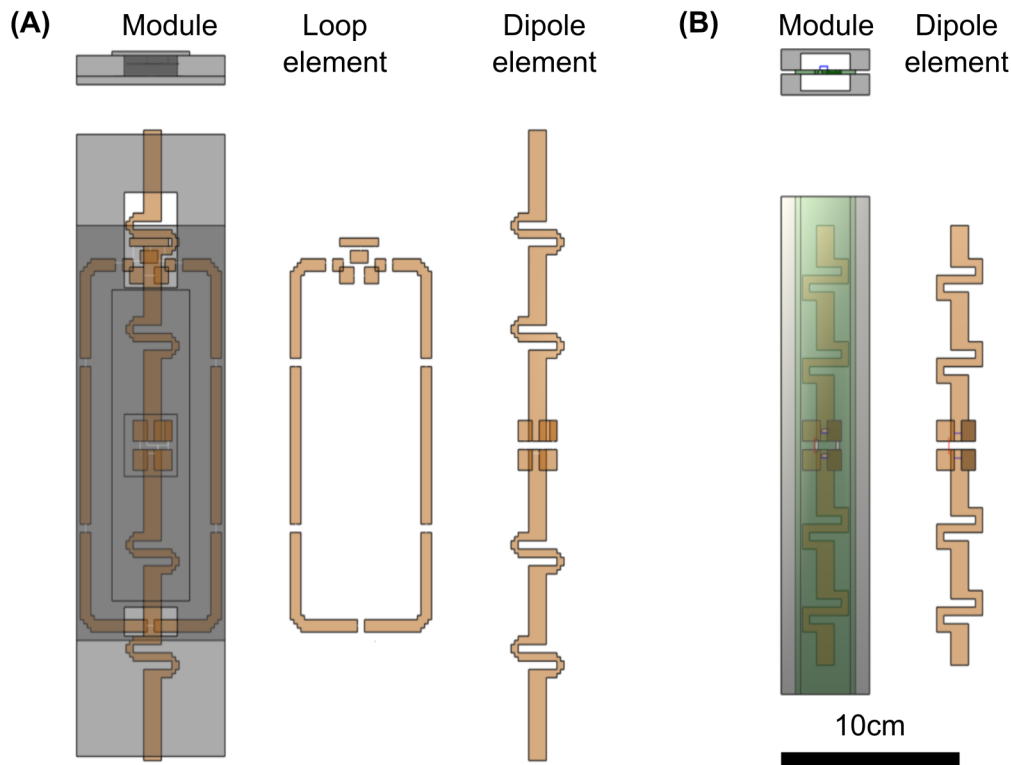 (A)
Module
Loop
element
Dipole
element
(B)
Module
Dipole
element
10cm